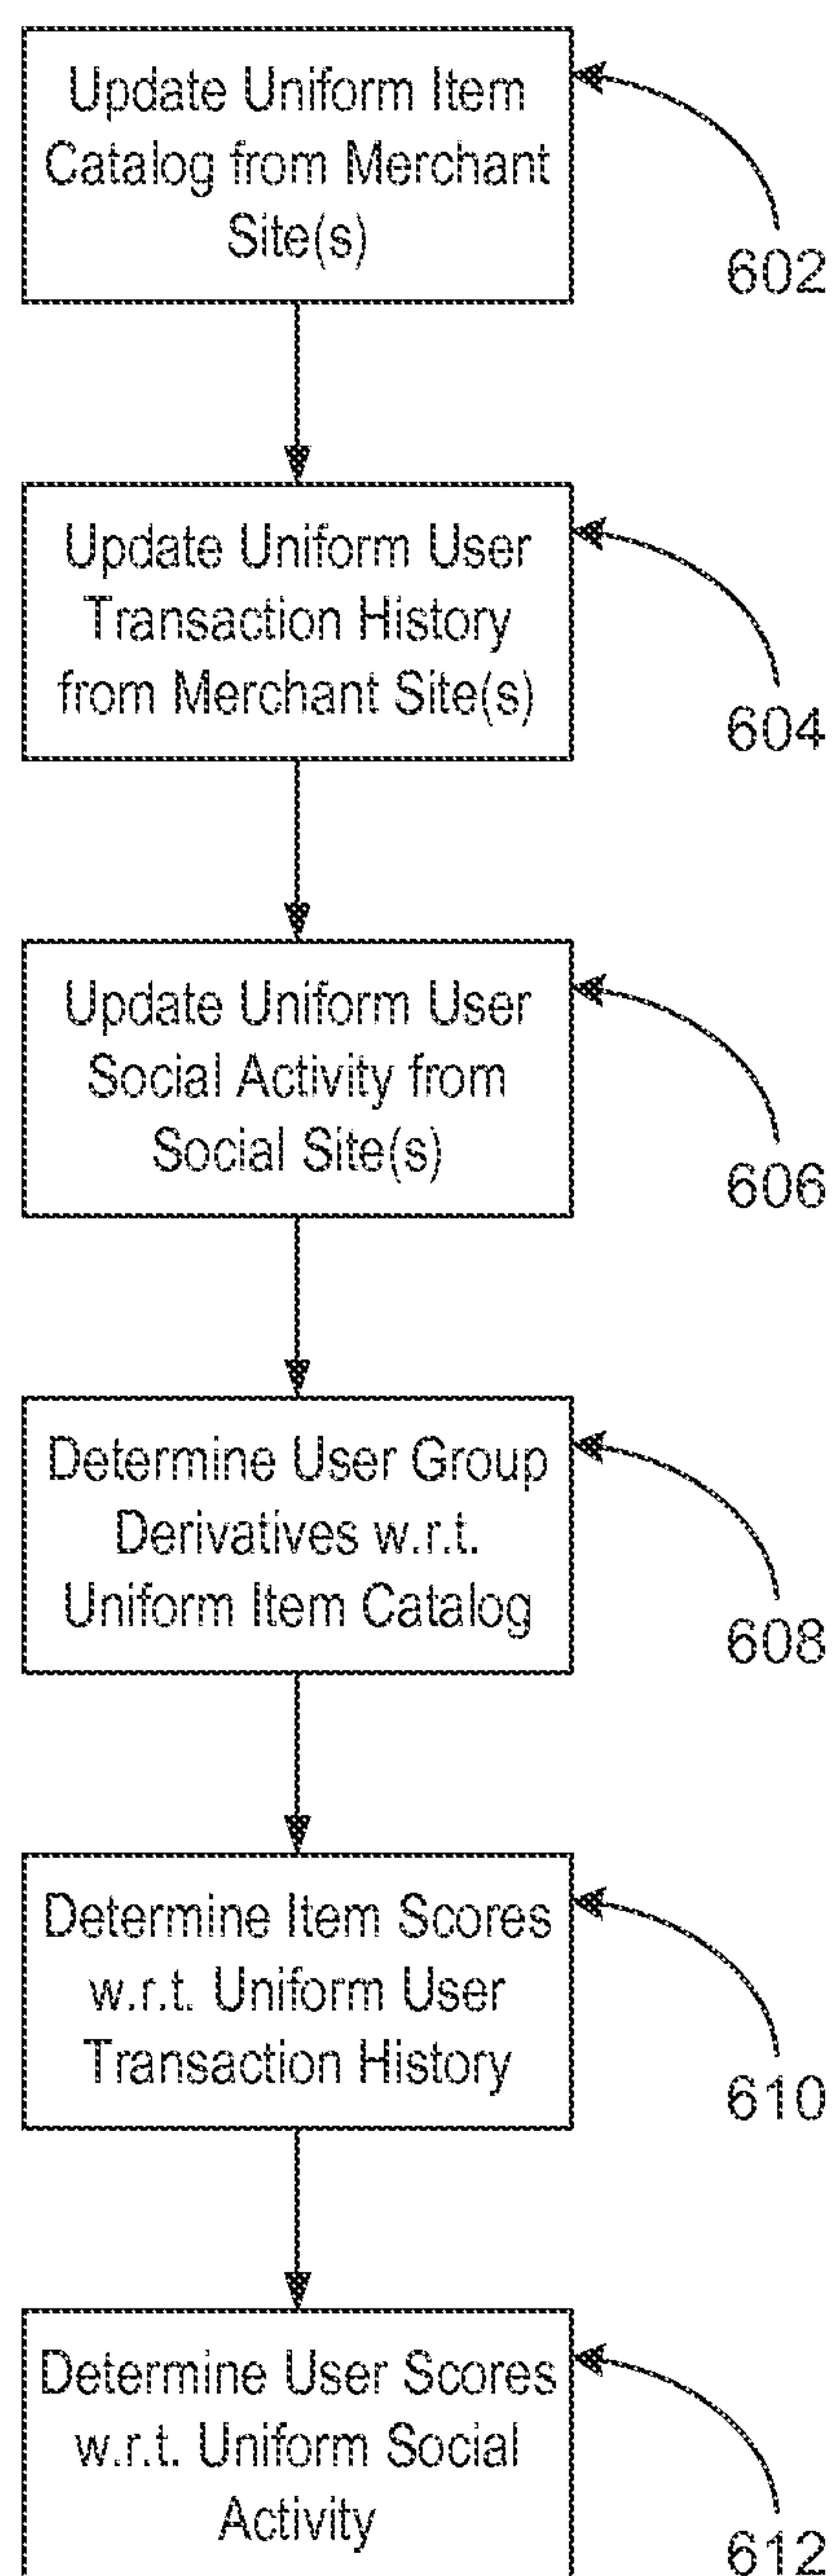 Update Uniform Item
Catalog from Merchant
Site(s)
602
Update Uniform User
Transaction History
from Merchant Site(s)
604
Update Uniform User
Social Activity from
Social Site(s)
606
Determine User Group
Derivatives w.r.t.
Uniform Item Catalog
608
Determine Item Scores
w.r.t. Uniform User
Transaction History
610
Determine User Scores
w.r.t. Uniform Social
Activity
612